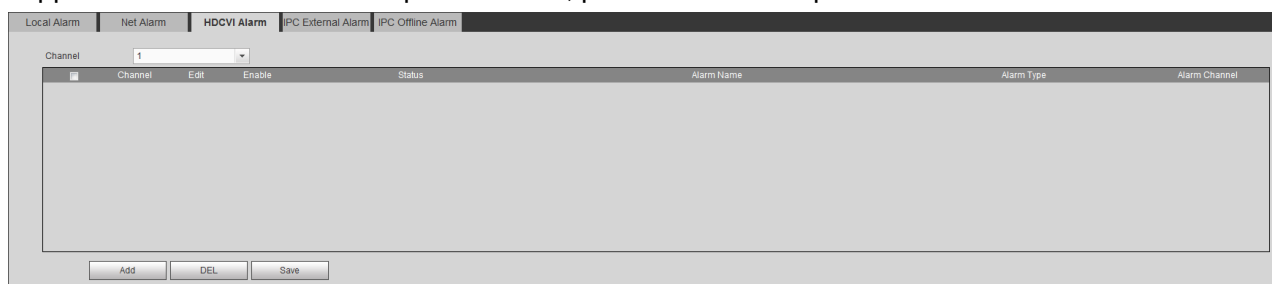 Local Alarm Net Alarm HDCVI Alarm IPC External Alarm IPC Offline Alarm
Channel 1
Channel Edit Enable Status Alarm Name Alarm Type Alarm Channel
Add DEL Save